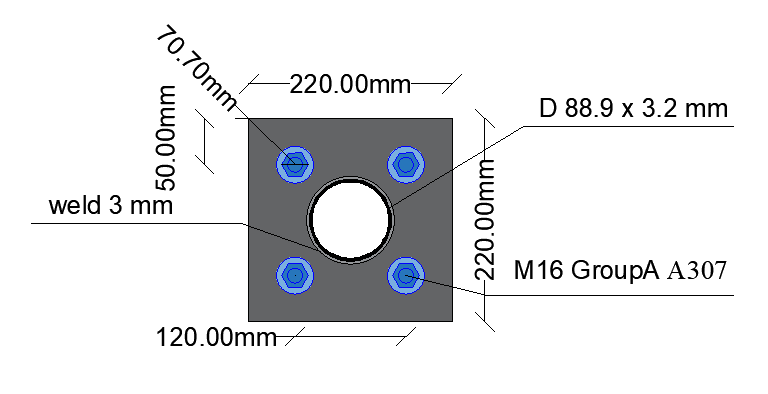 70.70mm
220.00mm
D 88.9 x 3.2 mm
50.00mm
weld 3 mm
220.00mm
M16 GroupA A307
120.00mm